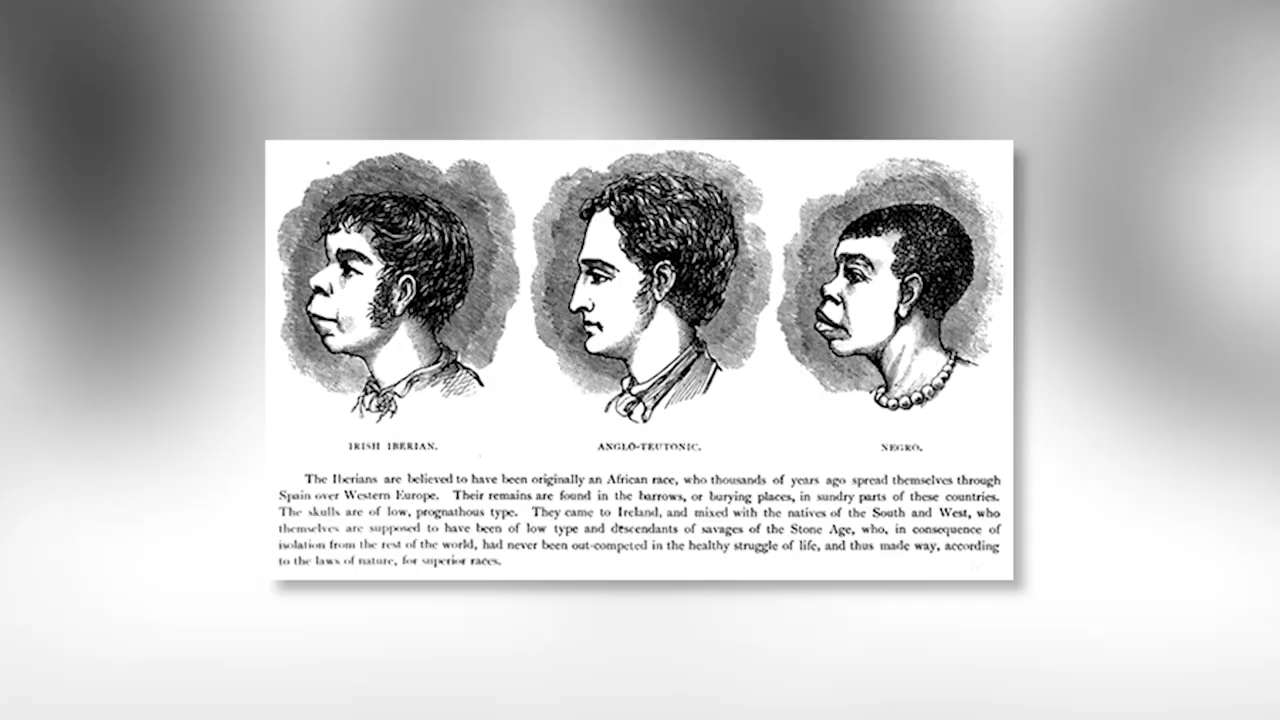 IRISH IBERIAN.
ANGLO-TEUTONIC.
NEGRO.
The Iberians are believed to have been originally an African race, who thousands of years ago spread themselves through
Spain over Western Europe. Their remains are found in the barrows, or burying places, in sundry parts of these countries.
The skulls are of low, prognathous type. They came to Ireland, and mixed with the natives of the South and West, who
themselves are supposed to have been of low type and descendants of savages of the Stone Age, who, in consequence of
isolation from the rest of the world, had never been out-competed in the healthy struggle of life, and thus made way, according
to the laws of nature, for superior races.